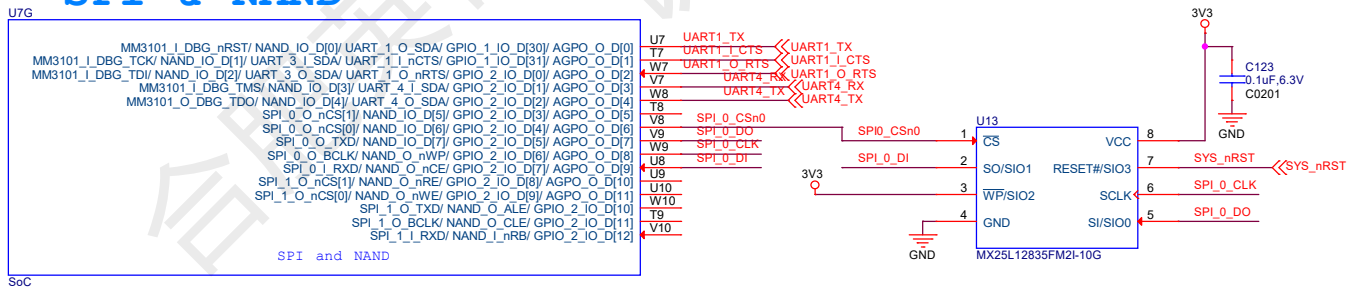 SPI & NAND
U7G
MM3101_I_DBG_nRST/ NAND_IO_D[0]/ UART_1_O_SDA/ GPIO_1_IO_D[30]/ AGPO_O_D[0]
U7
UART1_TX
UART1_TX
MM3101_I_DBG_TCK/ NAND_IO_D[1]/ UART_3_I_SDA/ UART_1_I_nCTS/ GPIO_1_IO_D[31]/ AGPO_O_D[1]
T7
UART1_I_CTS
UART1_I_CTS
MM3101_I_DBG_TDI/ NAND_IO_D[2]/ UART_3_O_SDA/ UART_1_O_nRTS/ GPIO_2_IO_D[0]/ AGPO_O_D[2]
W7
UART1_O_RTS
UART1_O_RTS
MM3101_I_DBG_TMS/ NAND_IO_D[3]/ UART_4_I_SDA/ GPIO_2_IO_D[1]/ AGPO_O_D[3]
V7
UART4_RX
UART4_RX
MM3101_O_DBG_TDO/ NAND_IO_D[4]/ UART_4_O_SDA/ GPIO_2_IO_D[2]/ AGPO_O_D[4]
W8
UART4_TX
UART4_TX
SPI_0_O_nCS[1]/ NAND_IO_D[5]/ GPIO_2_IO_D[3]/ AGPO_O_D[5]
T8
SPI_0_O_nCS[0]/ NAND_IO_D[6]/ GPIO_2_IO_D[4]/ AGPO_O_D[6]
V8
SPI_0_CSn0
SPI_0_O_TXD/ NAND_IO_D[7]/ GPIO_2_IO_D[5]/ AGPO_O_D[7]
V9
SPI_0_DO
SPI_0_O_BCLK/ NAND_O_nWP/ GPIO_2_IO_D[6]/ AGPO_O_D[8]
W9
SPI_0_CLK
SPI_0_I_RXD/ NAND_O_nCE/ GPIO_2_IO_D[7]/ AGPO_O_D[9]
U8
SPI_0_DI
SPI_1_O_nCS[1]/ NAND_O_nRE/ GPIO_2_IO_D[8]/ AGPO_O_D[10]
U9
SPI_1_O_nCS[0]/ NAND_O_nWE/ GPIO_2_IO_D[9]/ AGPO_O_D[11]
U10
SPI_1_O_TXD/ NAND_O_ALE/ GPIO_2_IO_D[10]
W10
SPI_1_O_BCLK/ NAND_O_CLE/ GPIO_2_IO_D[11]
T9
SPI_1_I_RXD/ NAND_I_nRB/ GPIO_2_IO_D[12]
V10
SPI and NAND
SoC
3V3
C123
0.1uF,6.3V
C0201
GND
U13
SPI0_CSn0
1
CS
VCC
8
SPI_0_DI
2
SO/SIO1
RESET#/SIO3
7
SYS_nRST
SYS_nRST
3V3
3
WP/SIO2
SCLK
6
SPI_0_CLK
4
GND
SI/SIO0
5
SPI_0_DO
GND
MX25L12835FM2I-10G